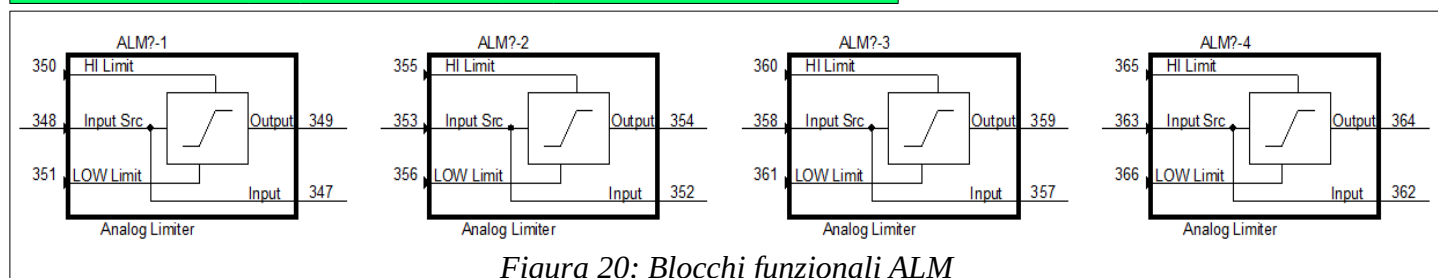 ALM?-1 ALM?-2 ALM?-3 ALM?-4
350 HI Limit 355 HI Limit 360 HI Limit 365 HI Limit
348 Input Src Output 349 353 Input Src Output 354 358 Input Src Output 359 363 Input Src Output 364
351 LOW Limit 356 LOW Limit 361 LOW Limit 366 LOW Limit
Input 347 Input 352 Input 357 Input 362
Analog Limiter Analog Limiter Analog Limiter Analog Limiter
Figura 20: Blocchi funzionali ALM